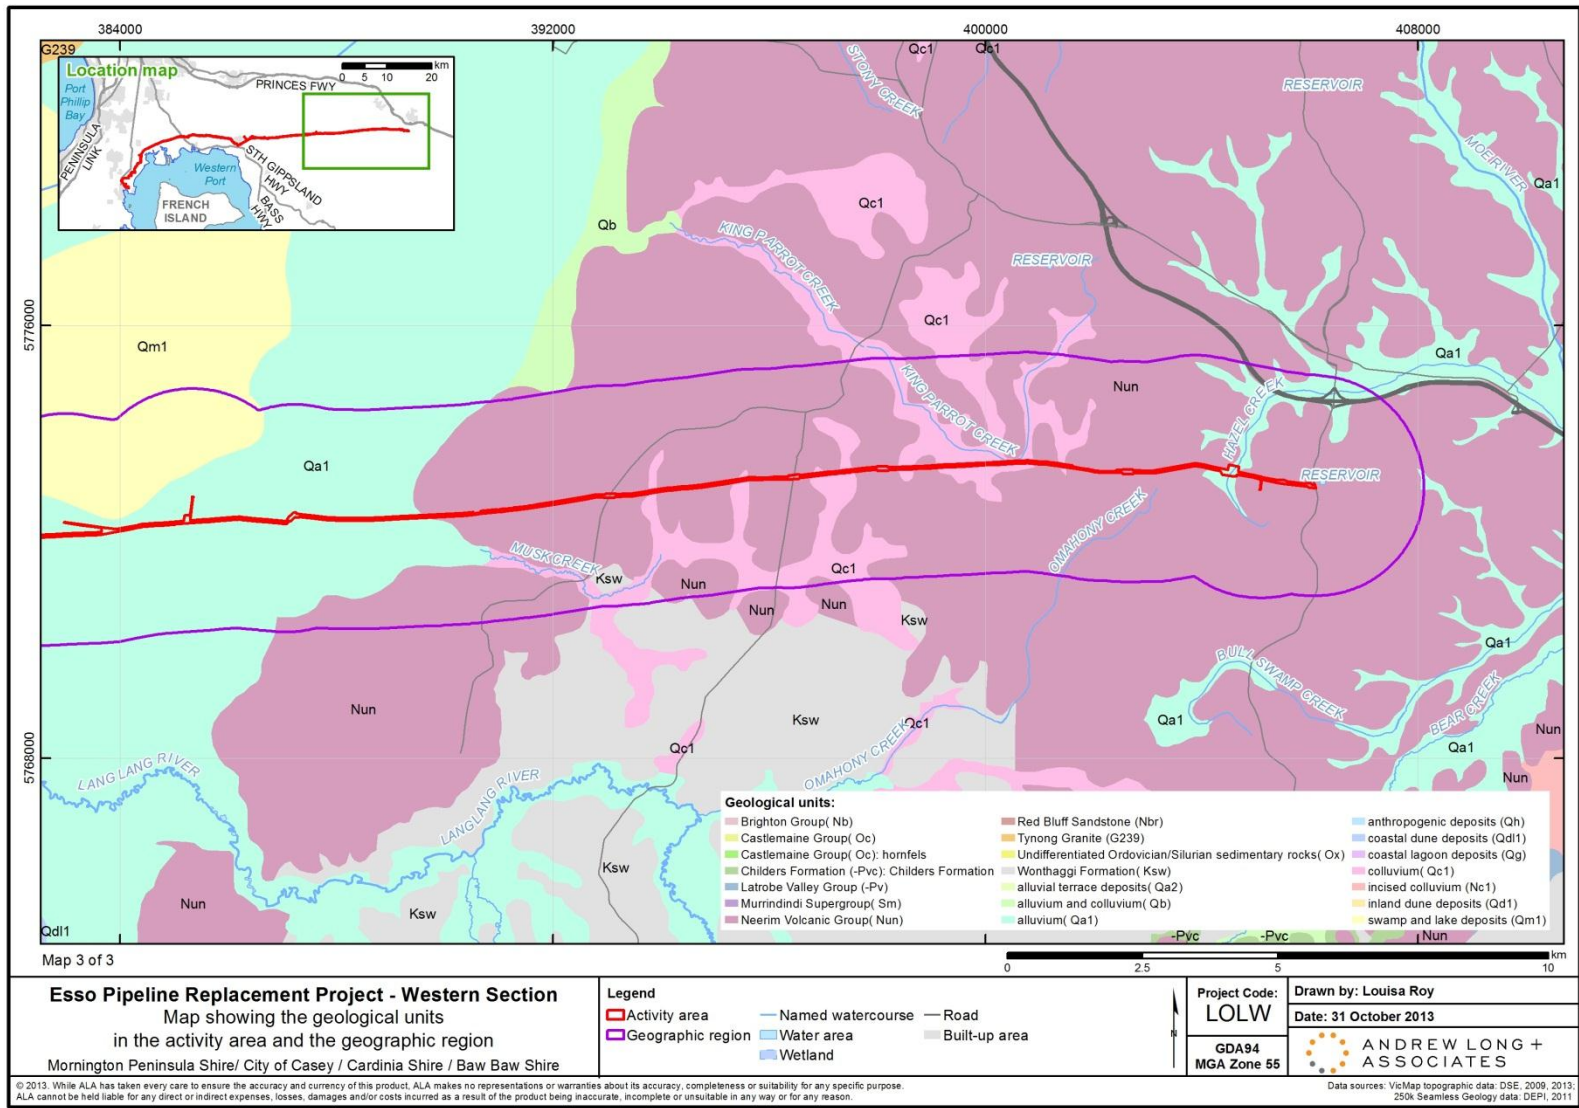 384000
392000
400000
408000
G239
Location map
0 5 10 20 km
PRINCES FWY
Port
Phillip
Bay
PENINSULA
LINK
Western
Port
FRENCH
ISLAND
STH GIPPSLAND
HWY
BASS
HWY
Qc1
Qc1
STONY CREEK
RESERVOIR
MOE RIVER
Qa1
Qb
Qc1
KING PARROT CREEK
RESERVOIR
5776000
Qm1
Qc1
Qa1
KING PARROT CREEK
Nun
HAZEL CREEK
Qa1
RESERVOIR
OMAHONY CREEK
MUSK CREEK
Ksw
Nun
Qc1
Nun
Nun
Ksw
Qa1
BULL SWAMP CREEK
BEAR CREEK
Nun
Ksw
Qc1
Qa1
Nun
Qc1
Qa1
5768000
LANG LANG RIVER
LANG LANG RIVER
OMAHONY CREEK
Nun
Ksw
Nun
Ksw
Qdl1
-Pvc
-Pvc
Nun
Geological units:
Brighton Group( Nb)
Castlemaine Group( Oc)
Castlemaine Group( Oc): hornfels
Childers Formation (-Pvc): Childers Formation
Latrobe Valley Group (-Pv)
Murrindindi Supergroup( Sm)
Neerim Volcanic Group( Nun)
Red Bluff Sandstone (Nbr)
Tynong Granite (G239)
Undifferentiated Ordovician/Silurian sedimentary rocks( Ox)
Wonthaggi Formation( Ksw)
alluvial terrace deposits( Qa2)
alluvium and colluvium( Qb)
alluvium( Qa1)
anthropogenic deposits (Qh)
coastal dune deposits (Qdl1)
coastal lagoon deposits (Qg)
colluvium( Qc1)
incised colluvium (Nc1)
inland dune deposits (Qd1)
swamp and lake deposits (Qm1)
Map 3 of 3
0 2.5 5 10 km
Esso Pipeline Replacement Project - Western Section
Map showing the geological units
in the activity area and the geographic region
Mornington Peninsula Shire/ City of Casey / Cardinia Shire / Baw Baw Shire
Legend
Activity area
Geographic region
Named watercourse
Water area
Wetland
Road
Built-up area
N
Project Code:
LOLW
GDA94
MGA Zone 55
Drawn by: Louisa Roy
Date: 31 October 2013
ANDREW LONG +
ASSOCIATES
© 2013. While ALA has taken every care to ensure the accuracy and currency of this product, ALA makes no representations or warranties about its accuracy, completeness or suitability for any specific purpose.
ALA cannot be held liable for any direct or indirect expenses, losses, damages and/or costs incurred as a result of the product being inaccurate, incomplete or unsuitable in any way or for any reason.
Data sources: VicMap topographic data: DSE, 2009, 2013;
250k Seamless Geology data: DEPI, 2011